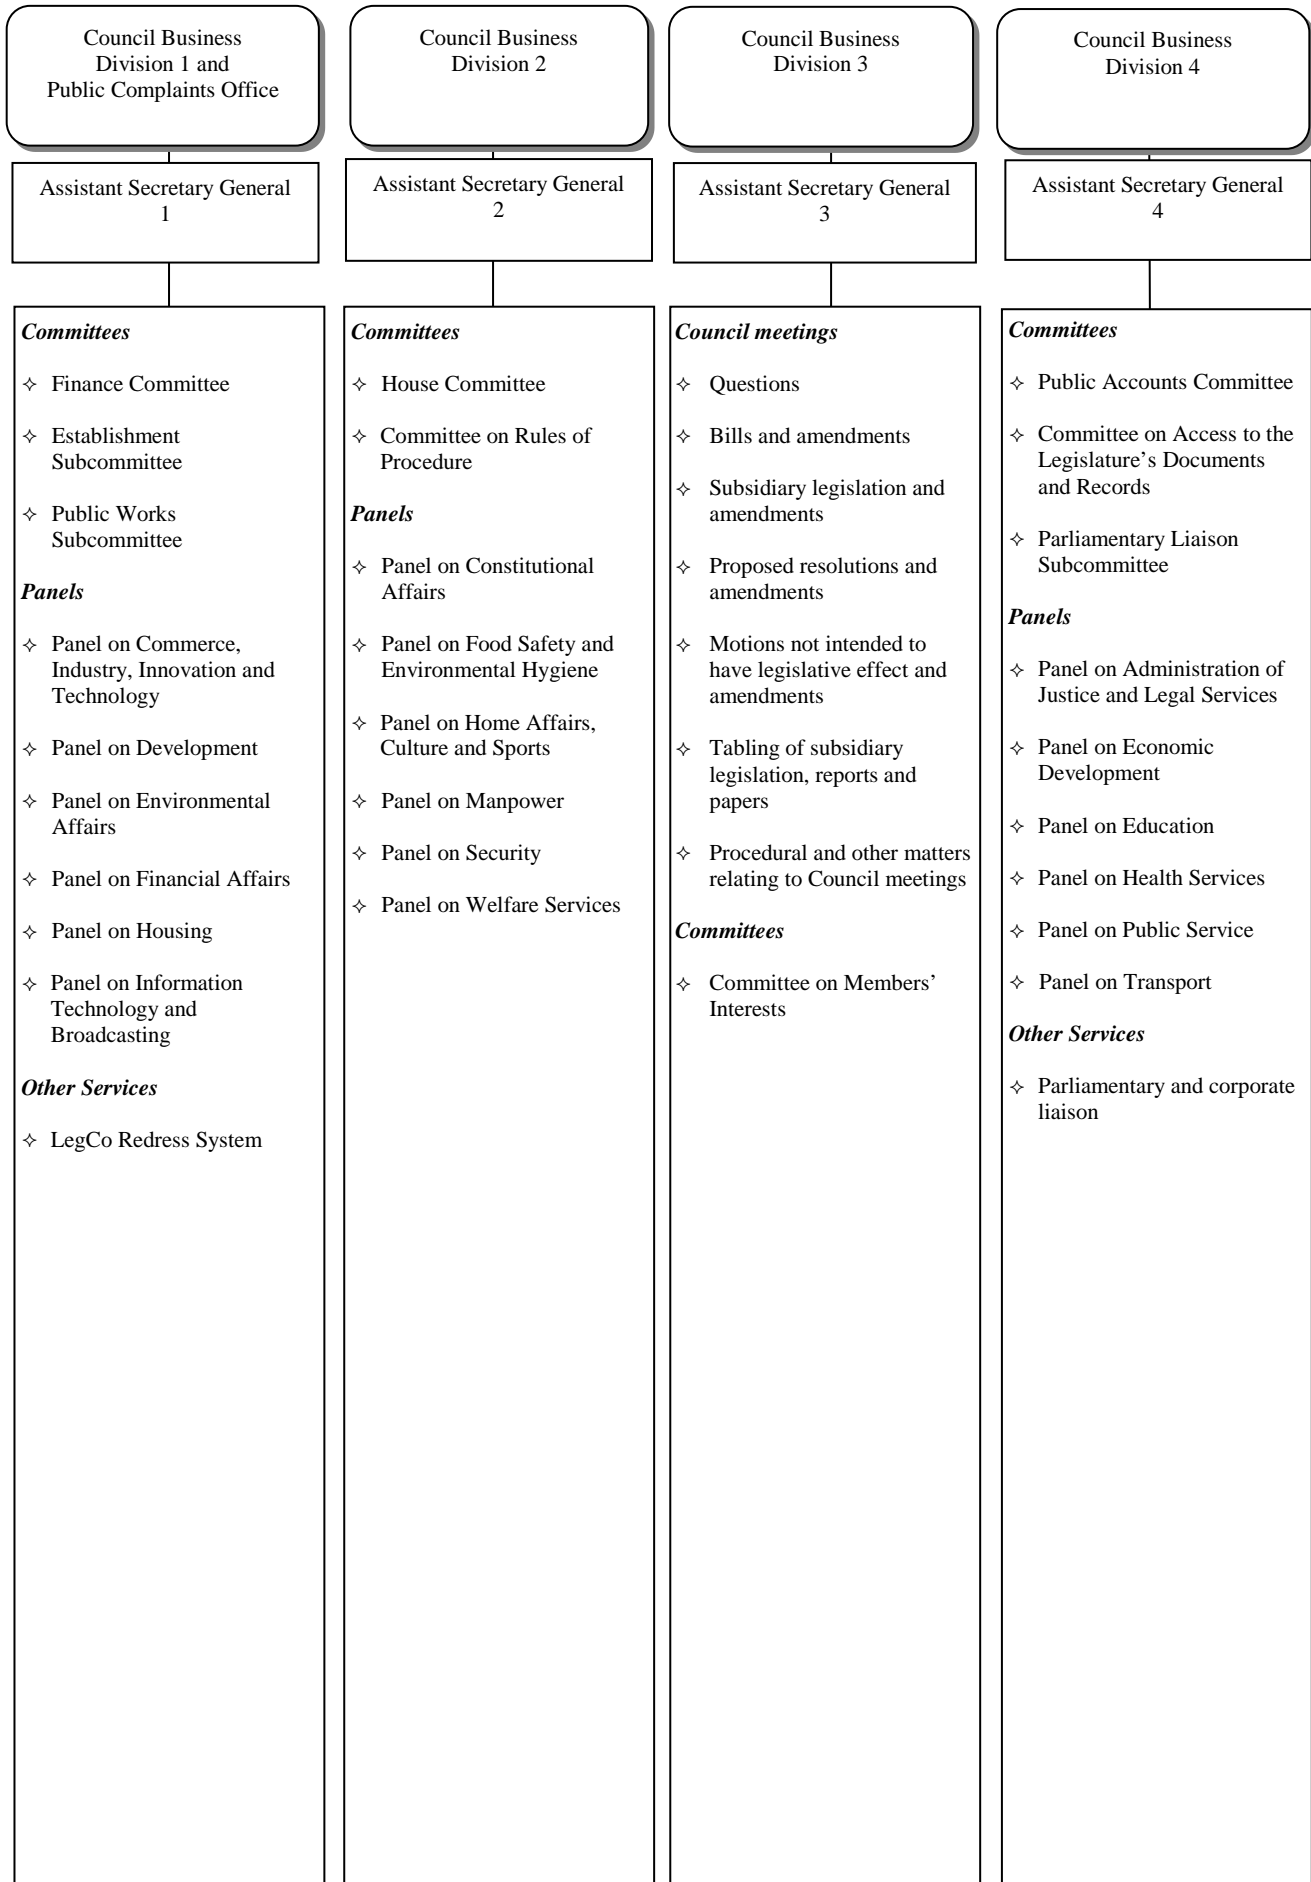 Council Business
Division 1 and
Public Complaints Office
Assistant Secretary General
1
Committees
✧ Finance Committee
✧ Establishment
Subcommittee
✧ Public Works
Subcommittee
Panels
✧ Panel on Commerce,
Industry, Innovation and
Technology
✧ Panel on Development
✧ Panel on Environmental
Affairs
✧ Panel on Financial Affairs
✧ Panel on Housing
✧ Panel on Information
Technology and
Broadcasting
Other Services
✧ LegCo Redress System
Council Business
Division 2
Assistant Secretary General
2
Committees
✧ House Committee
✧ Committee on Rules of
Procedure
Panels
✧ Panel on Constitutional
Affairs
✧ Panel on Food Safety and
Environmental Hygiene
✧ Panel on Home Affairs,
Culture and Sports
✧ Panel on Manpower
✧ Panel on Security
✧ Panel on Welfare Services
Council Business
Division 3
Assistant Secretary General
3
Council meetings
✧ Questions
✧ Bills and amendments
✧ Subsidiary legislation and
amendments
✧ Proposed resolutions and
amendments
✧ Motions not intended to
have legislative effect and
amendments
✧ Tabling of subsidiary
legislation, reports and
papers
✧ Procedural and other matters
relating to Council meetings
Committees
✧ Committee on Members’
Interests
Council Business
Division 4
Assistant Secretary General
4
Committees
✧ Public Accounts Committee
✧ Committee on Access to the
Legislature’s Documents
and Records
✧ Parliamentary Liaison
Subcommittee
Panels
✧ Panel on Administration of
Justice and Legal Services
✧ Panel on Economic
Development
✧ Panel on Education
✧ Panel on Health Services
✧ Panel on Public Service
✧ Panel on Transport
Other Services
✧ Parliamentary and corporate
liaison